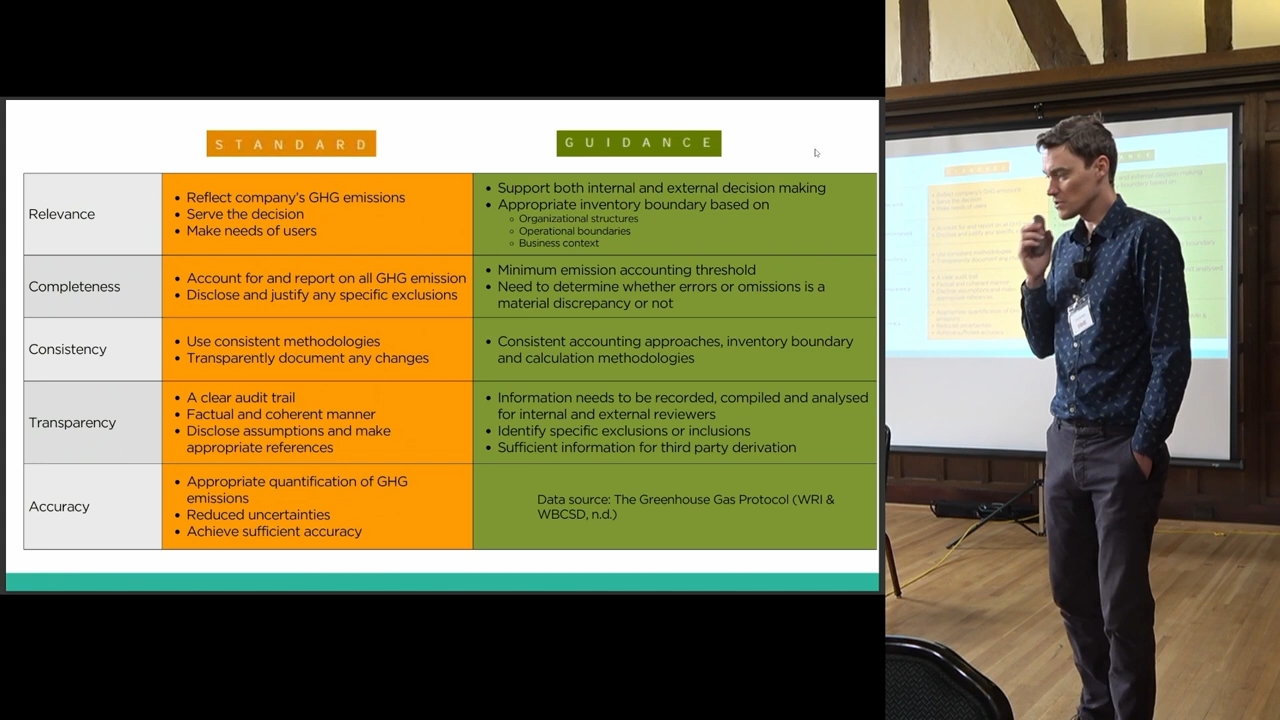 STANDARD
GUIDANCE
Relevance
Reflect company's GHG emissions
Serve the decision
Make needs of users
Support both internal and external decision making
Appropriate inventory boundary based on
Organizational structures
Operational boundaries
Business context
Completeness
Account for and report on all GHG emission
Disclose and justify any specific exclusions
Minimum emission accounting threshold
Need to determine whether errors or omissions is a
material discrepancy or not
Consistency
Use consistent methodologies
Transparently document any changes
Consistent accounting approaches, inventory boundary
and calculation methodologies
Transparency
A clear audit trail
Factual and coherent manner
Disclose assumptions and make
appropriate references
Information needs to be recorded, compiled and analysed
for internal and external reviewers
Identify specific exclusions or inclusions
Sufficient information for third party derivation
Accuracy
Appropriate quantification of GHG
emissions
Reduced uncertainties
Achieve sufficient accuracy
Data source: The Greenhouse Gas Protocol (WRI &
WBCSD, n.d.)